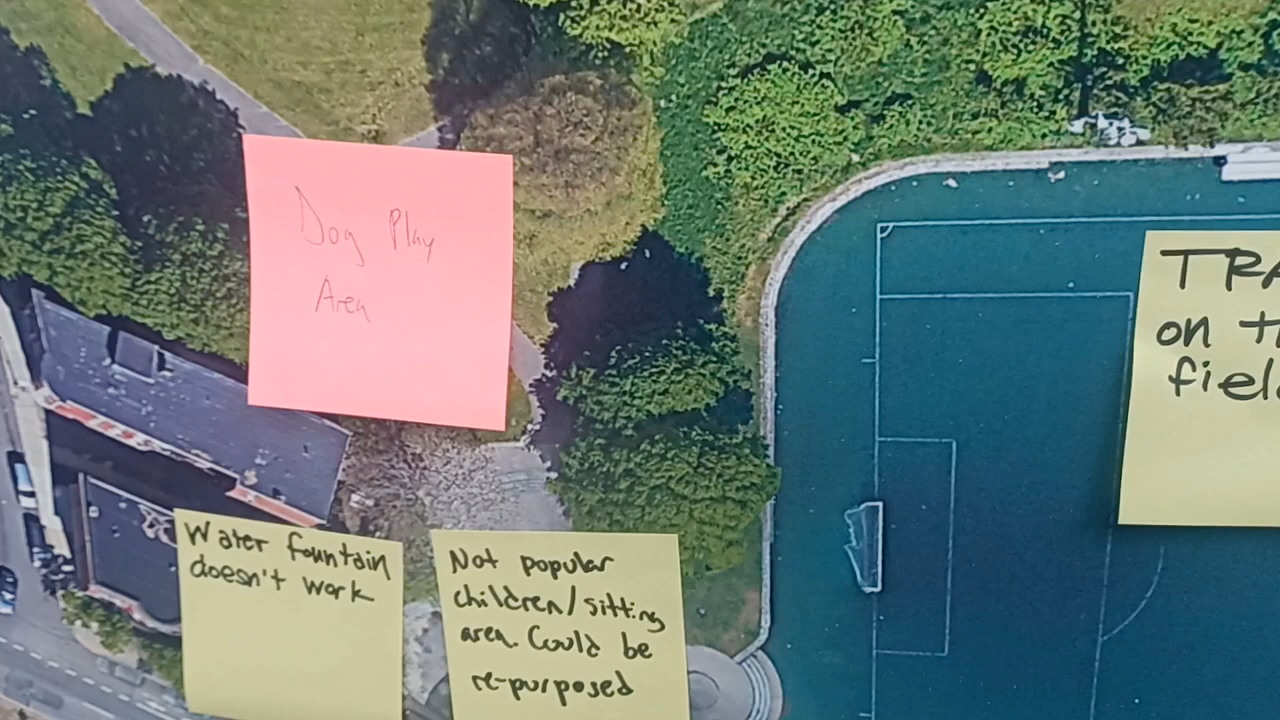 Dog Play
Area
TRA
on t
fiel
Water fountain
doesn't work
Not popular
children/sitting
area. Could be
re-purposed